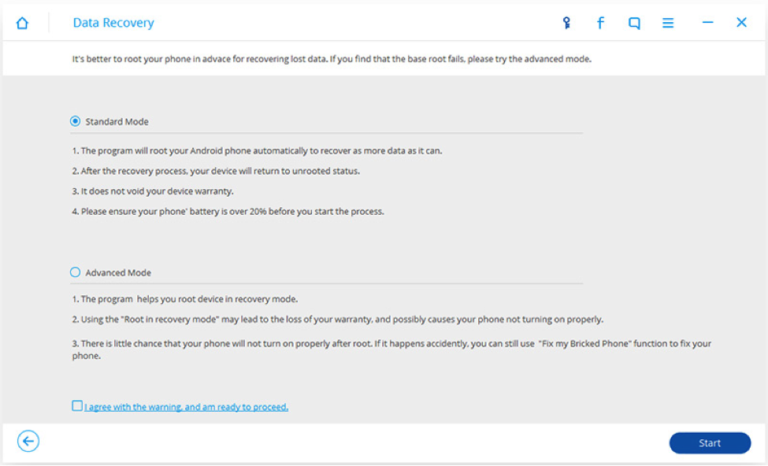 Data Recovery
It's better to root your phone in advace for recovering lost data. If you find that the base root fails, please try the advanced mode.
Standard Mode
1. The program will root your Android phone automatically to recover as more data as it can.
2. After the recovery process, your device will return to unrooted status.
3. It does not void your device warranty.
4. Please ensure your phone' battery is over 20% before you start the process.
Advanced Mode
1. The program helps you root device in recovery mode.
2. Using the "Root in recovery mode" may lead to the loss of your warranty, and possibly causes your phone not turning on properly.
3. There is little chance that your phone will not turn on properly after root. If it happens accidently, you can still use "Fix my Bricked Phone" function to fix your
phone.
I agree with the warning, and am ready to proceed.
Start